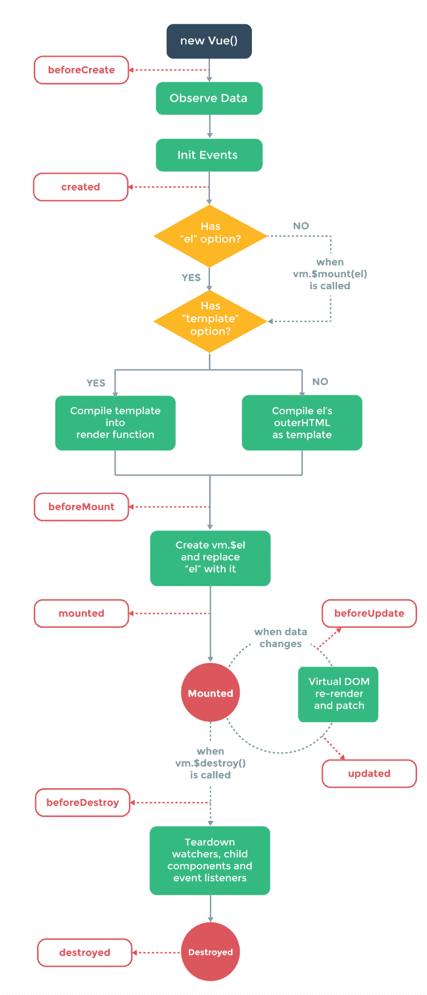 new Vue()
beforeCreate
Observe Data
Init Events
created
Has
"el" option?
NO
when
vm.$mount(el)
is called
YES
Has
"template"
option?
YES
NO
Compile template
into
render function
Compile el's
outerHTML
as template
beforeMount
Create vm.$el
and replace
"el" with it
mounted
beforeUpdate
when data
changes
Mounted
Virtual DOM
re-render
and patch
when
vm.$destroy()
is called
updated
beforeDestroy
Teardown
watchers, child
components and
event listeners
destroyed
Destroyed